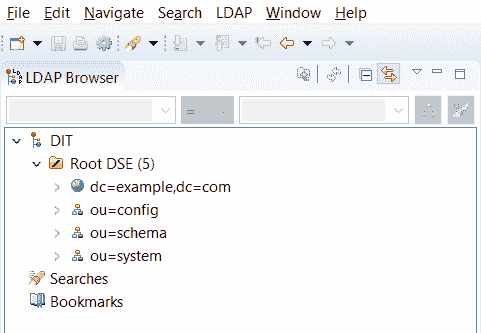 File Edit Navigate Search LDAP Window Help
LDAP Browser
=
DIT
Root DSE (5)
dc=example,dc=com
ou=config
ou=schema
ou=system
Searches
Bookmarks